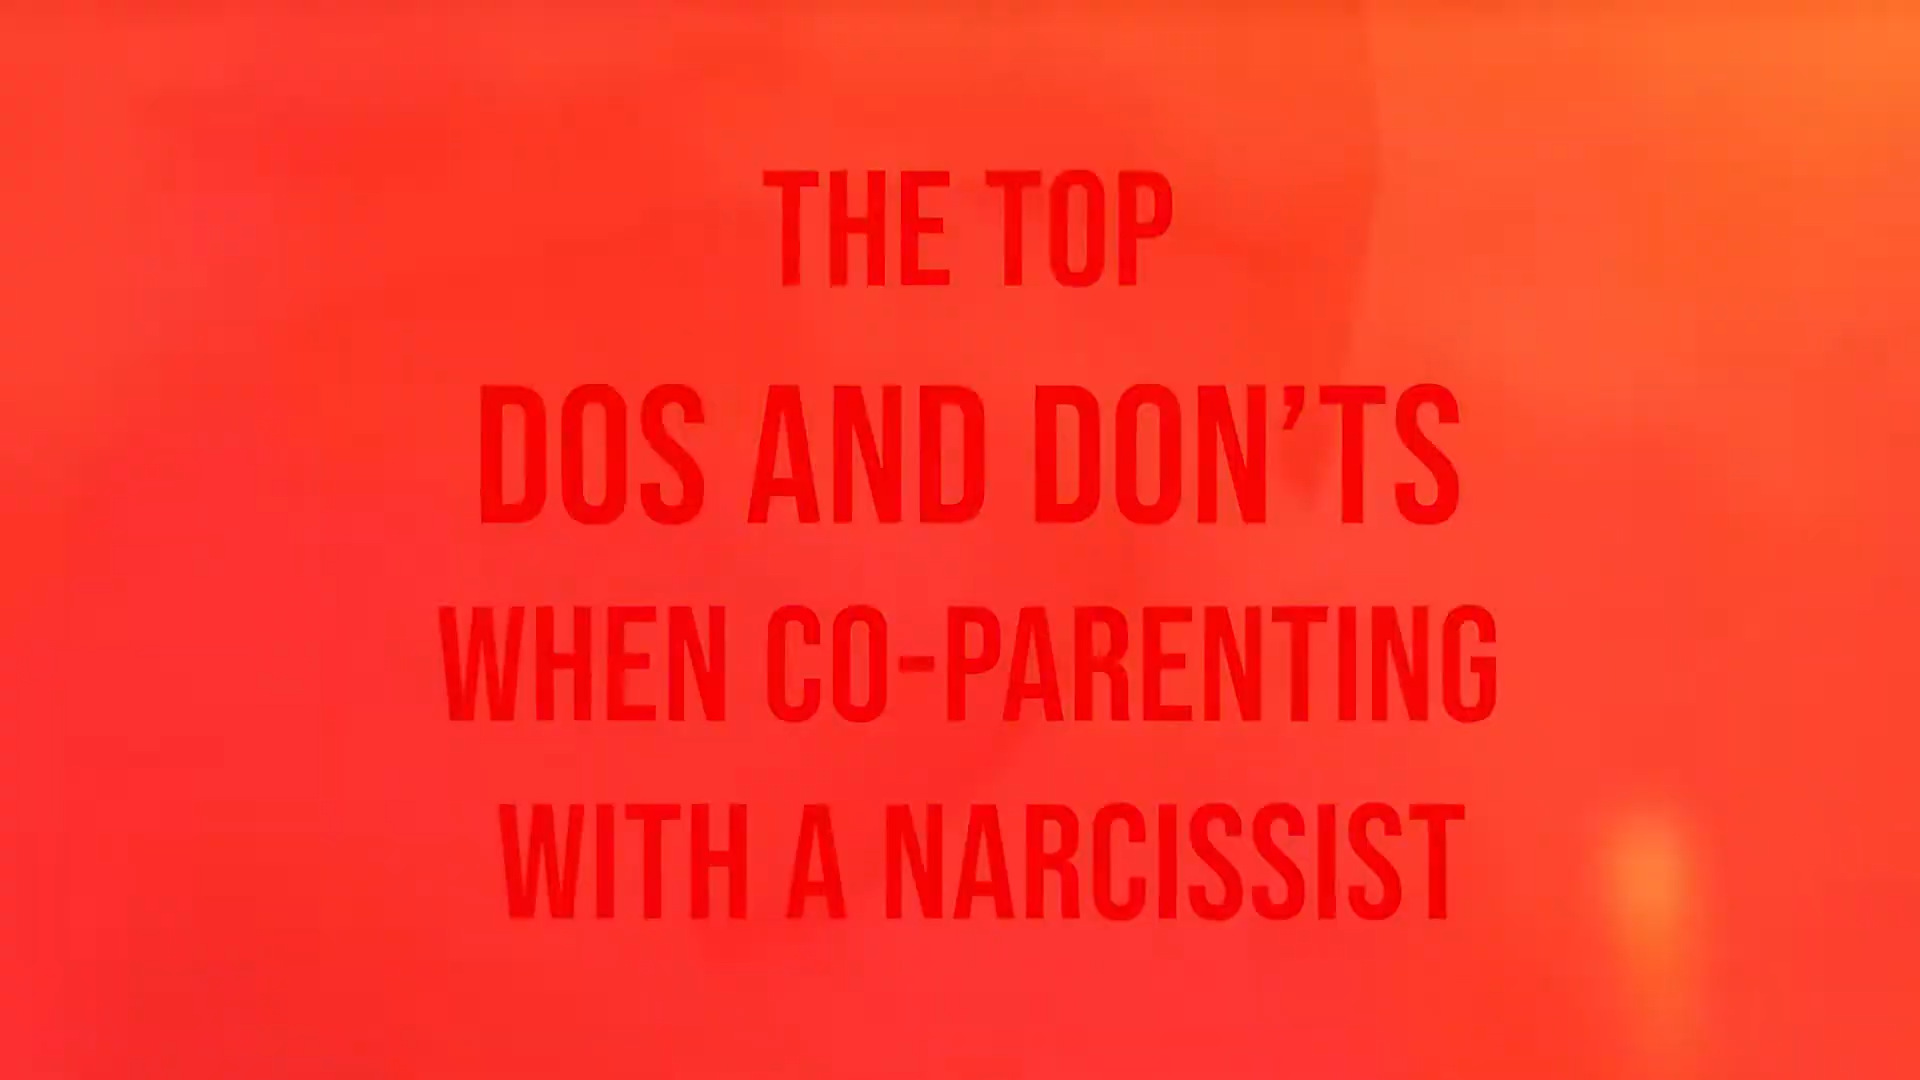 THE TOP
DOS AND DON’TS
WHEN CO-PARENTING
WITH A NARCISSIST